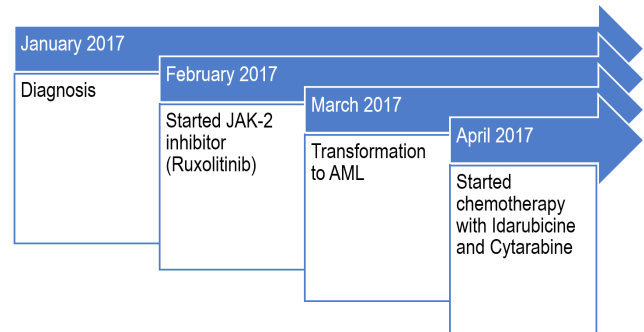 January 2017
Diagnosis
February 2017
Started JAK-2
inhibitor
(Ruxolitinib)
March 2017
Transformation
to AML
April 2017
Started
chemotherapy
with Idarubicine
and Cytarabine